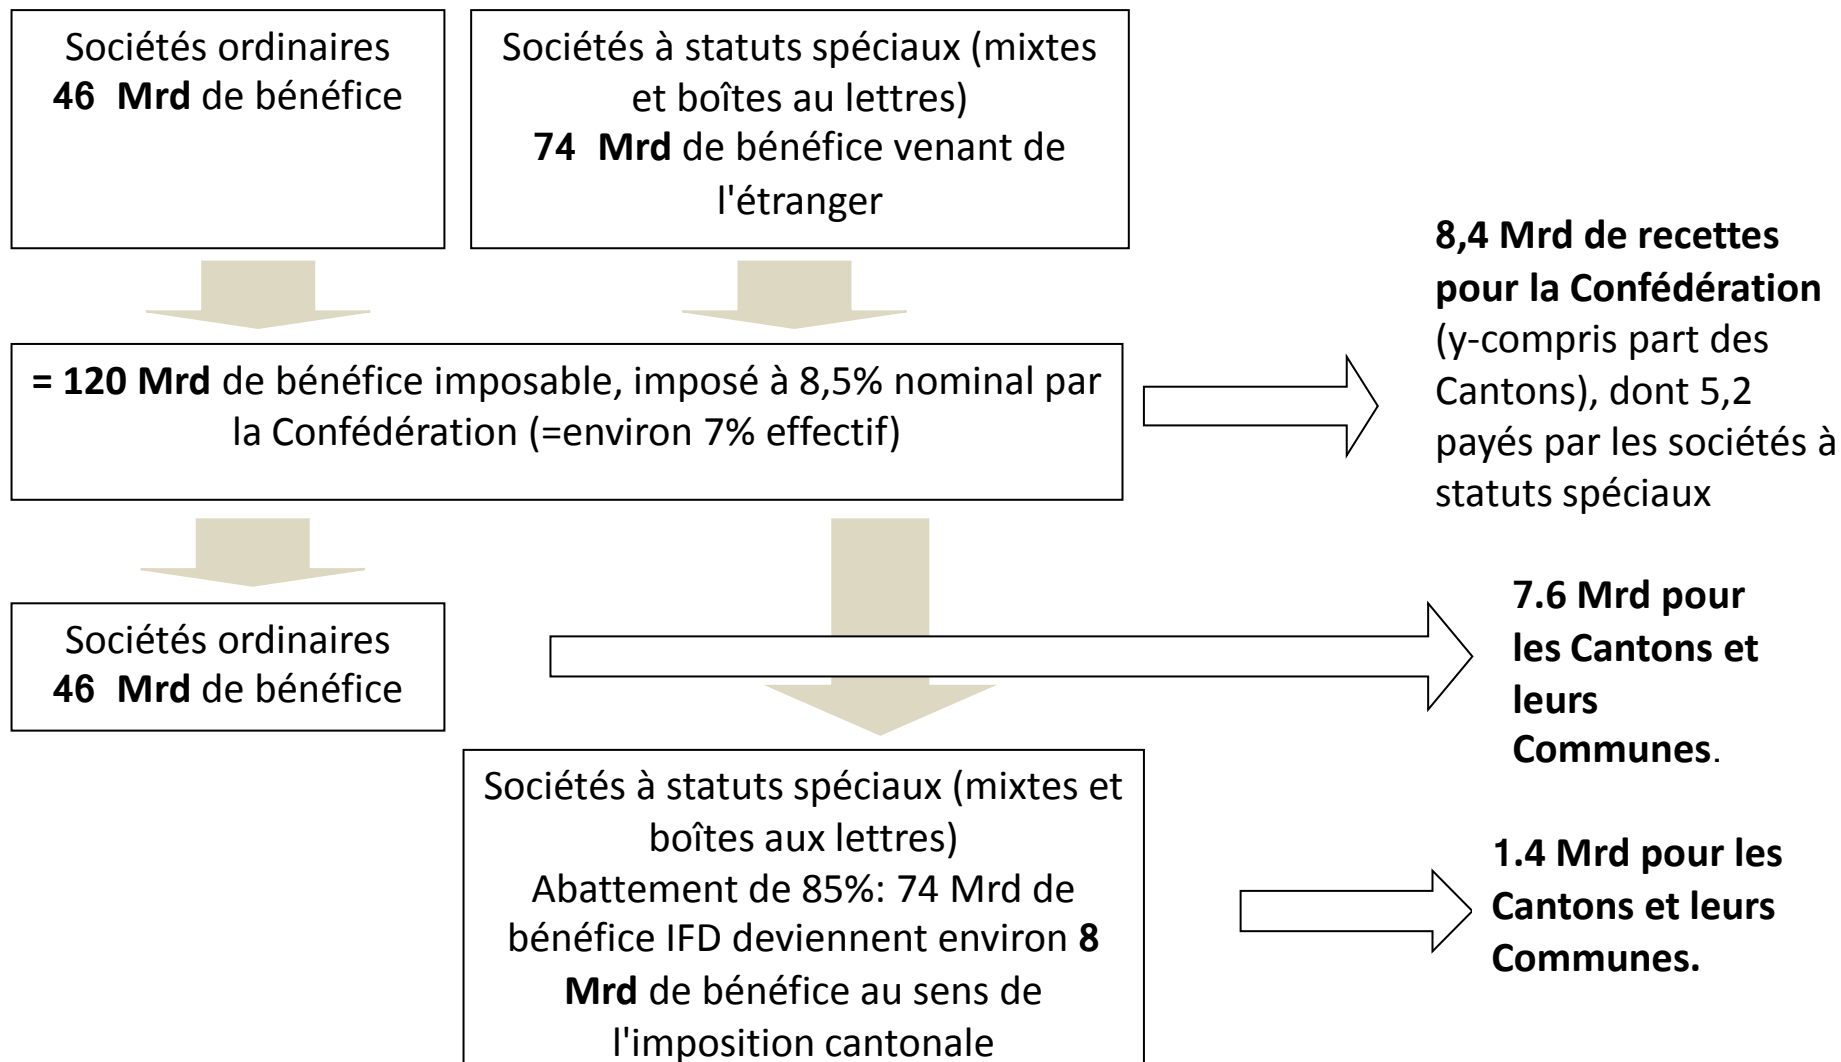 Sociétés ordinaires
46 Mrd de bénéfice
Sociétés à statuts spéciaux (mixtes
et boîtes au lettres)
74 Mrd de bénéfice venant de
l'étranger
= 120 Mrd de bénéfice imposable, imposé à 8,5% nominal par
la Confédération (=environ 7% effectif)
8,4 Mrd de recettes
pour la Confédération
(y-compris part des
Cantons), dont 5,2
payés par les sociétés à
statuts spéciaux
Sociétés ordinaires
46 Mrd de bénéfice
7.6 Mrd pour
les Cantons et
leurs
Communes.
Sociétés à statuts spéciaux (mixtes et
boîtes aux lettres)
Abattement de 85%: 74 Mrd de
bénéfice IFD deviennent environ 8
Mrd de bénéfice au sens de
l'imposition cantonale
1.4 Mrd pour les
Cantons et leurs
Communes.